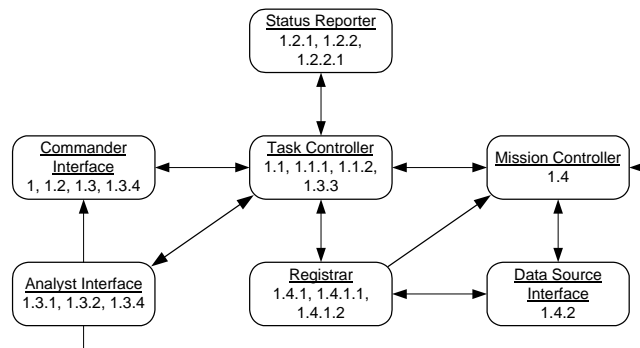 Status Reporter
1.2.1, 1.2.2,
1.2.2.1
Commander
Interface
1, 1.2, 1.3, 1.3.4
Task Controller
1.1, 1.1.1, 1.1.2,
1.3.3
Mission Controller
1.4
Analyst Interface
1.3.1, 1.3.2, 1.3.4
Registrar
1.4.1, 1.4.1.1,
1.4.1.2
Data Source
Interface
1.4.2